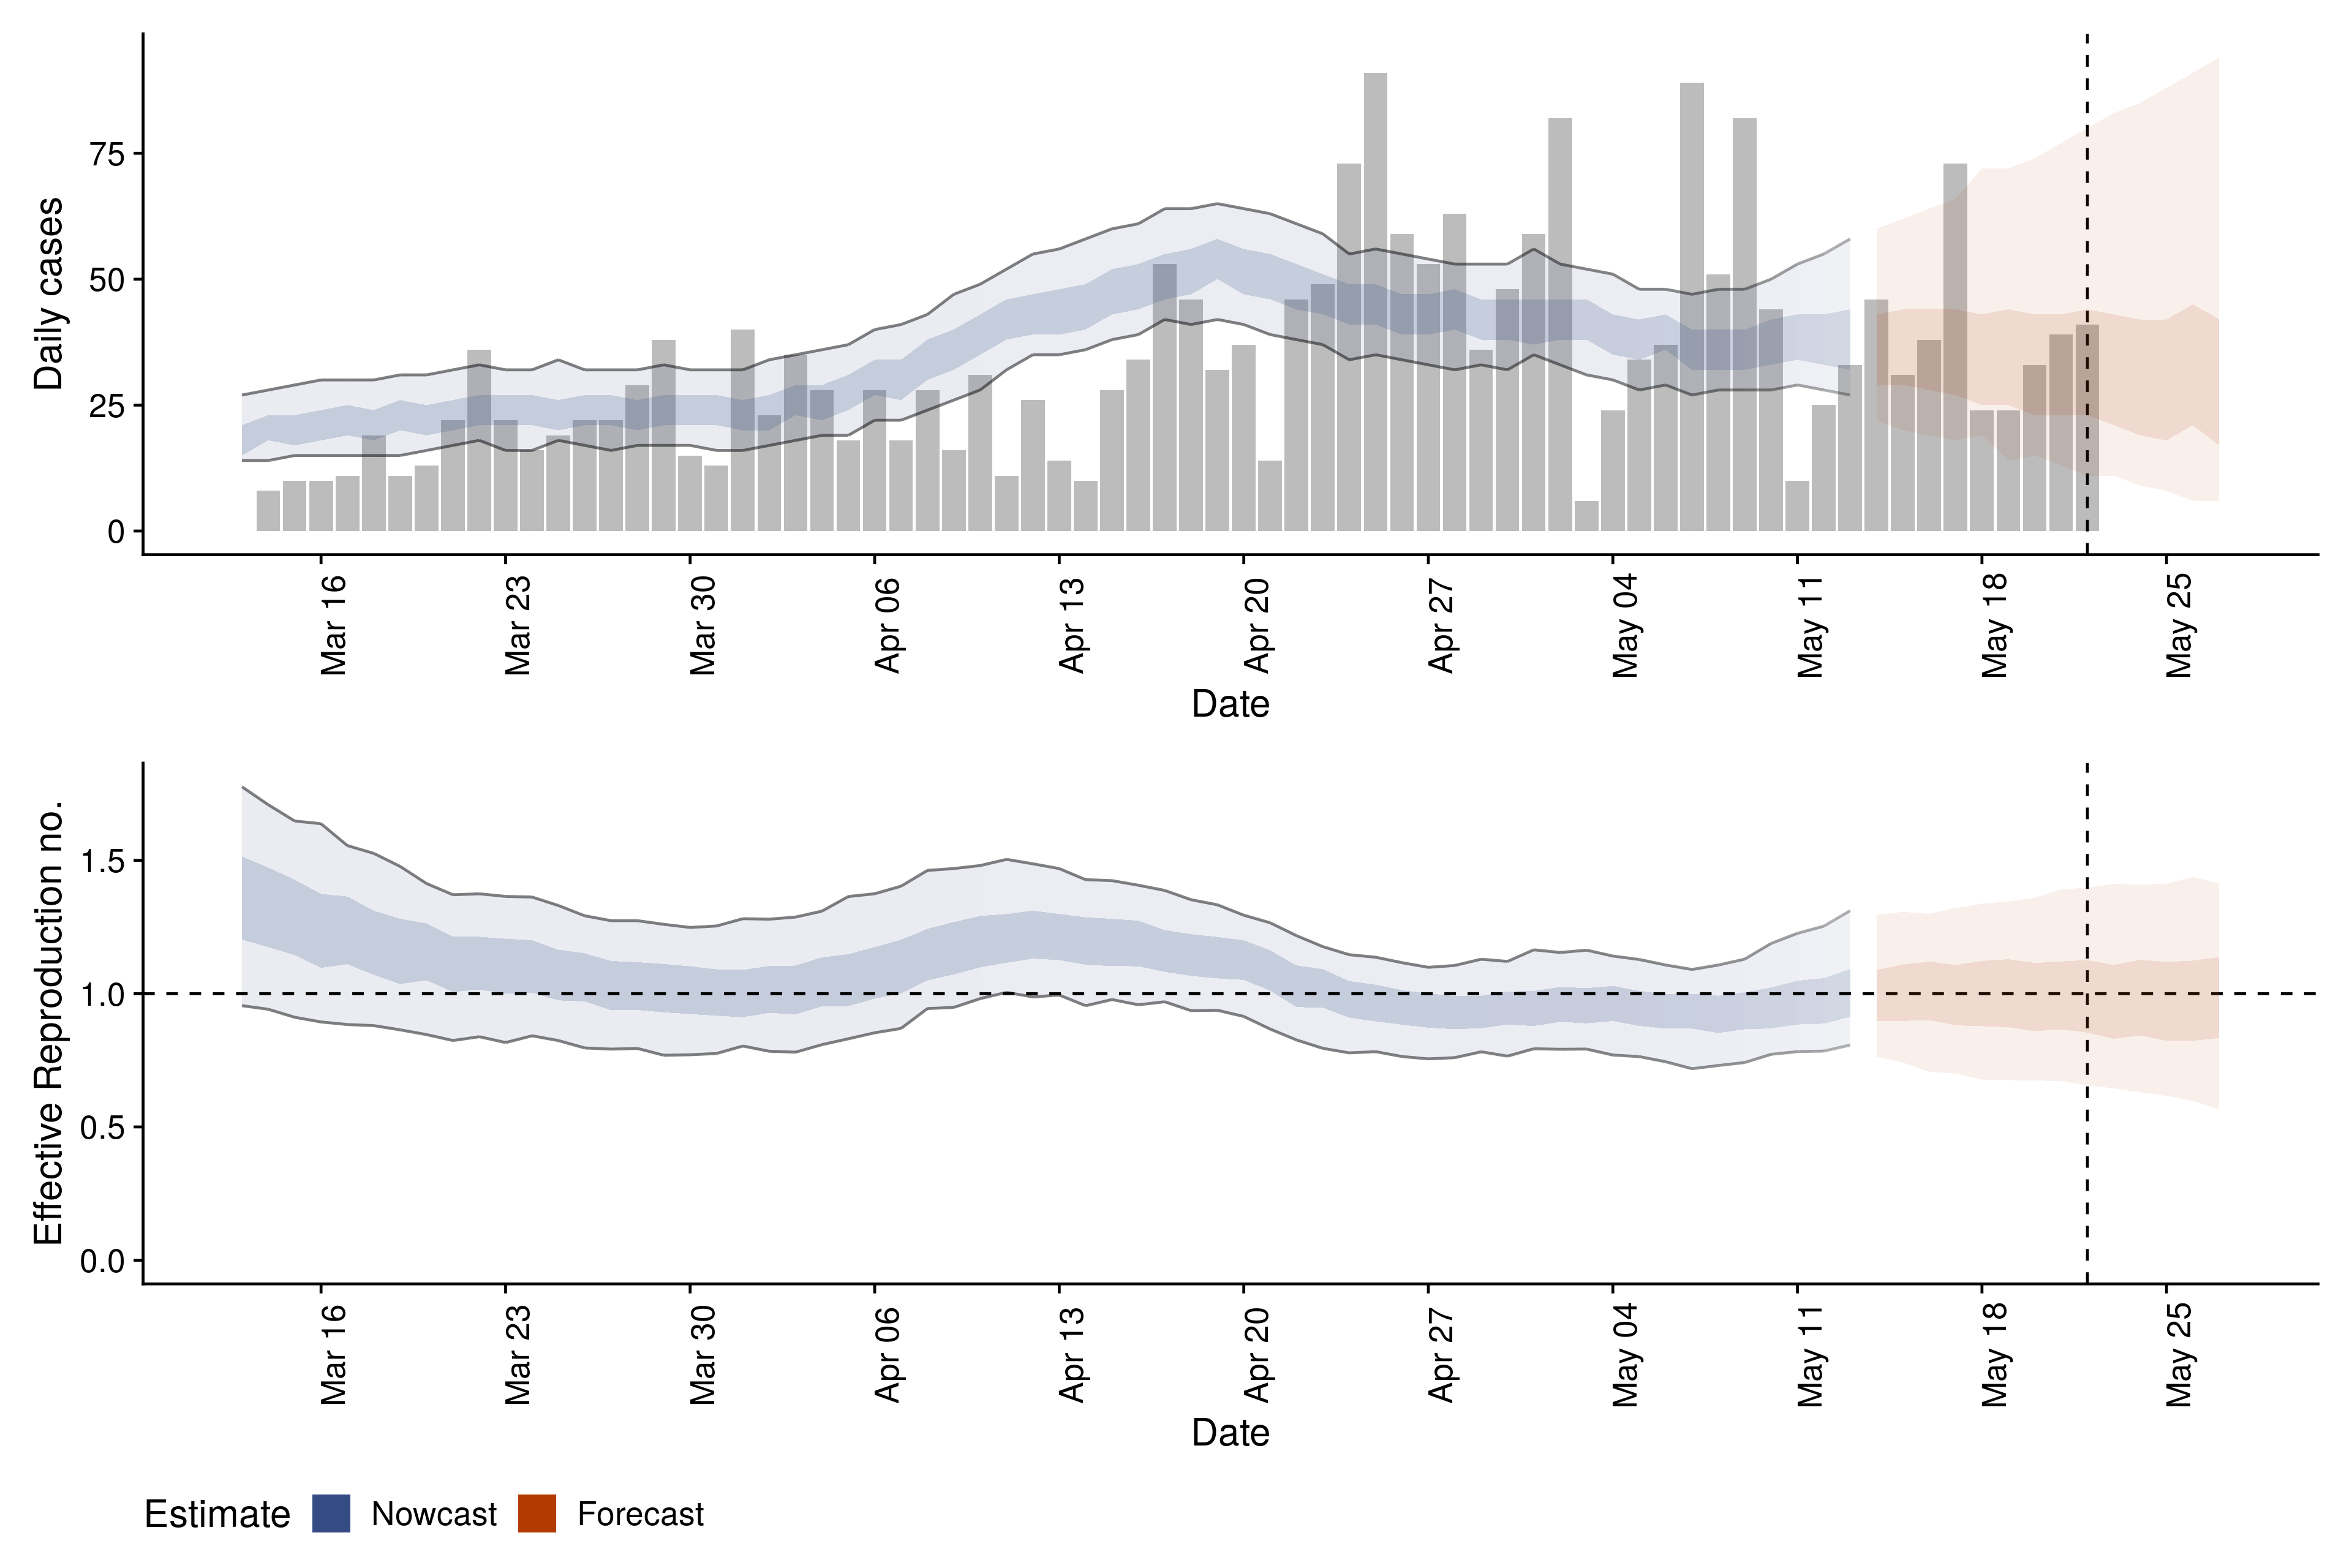 Daily cases
75
50
25
0
Mar 16
Mar 23
Mar 30
Apr 06
Apr 13
Apr 20
Apr 27
May 04
May 11
May 18
May 25
Date
Effective Reproduction no.
1.5
1.0
0.5
0.0
Mar 16
Mar 23
Mar 30
Apr 06
Apr 13
Apr 20
Apr 27
May 04
May 11
May 18
May 25
Date
Estimate Nowcast Forecast